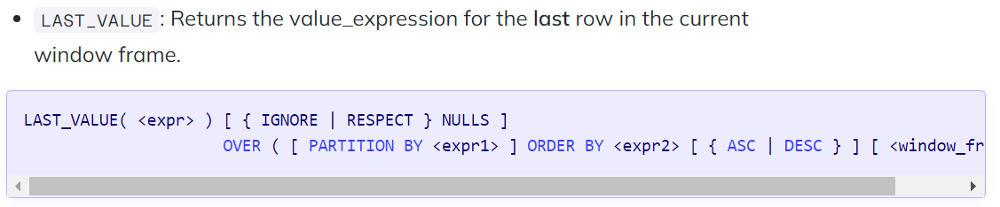 • LAST_VALUE: Returns the value_expression for the last row in the current
window frame.
LAST_VALUE( <expr> ) [ { IGNORE | RESPECT } NULLS ]
OVER ( [ PARTITION BY <expr1> ] ORDER BY <expr2> [ { ASC | DESC } ] [ <window_fr